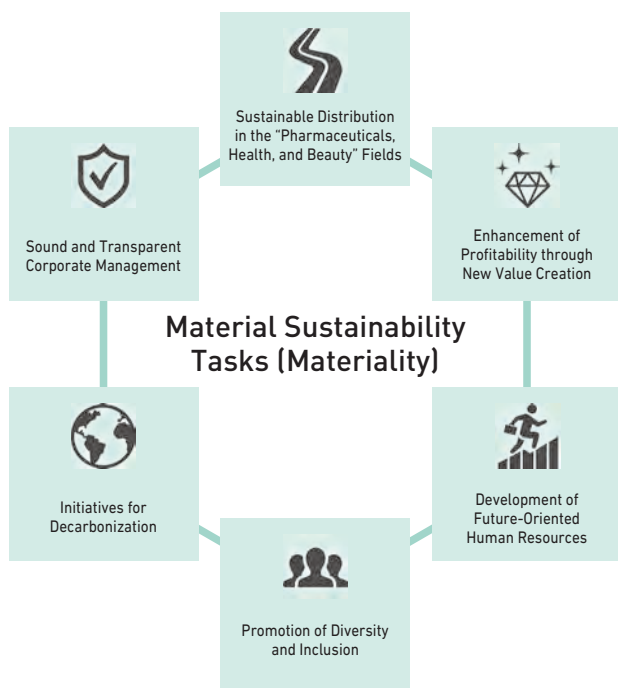 Sustainable Distribution
in the “Pharmaceuticals,
Health, and Beauty” Fields
Sound and Transparent
Corporate Management
Enhancement of
Profitability through
New Value Creation
Material Sustainability
Tasks (Materiality)
Initiatives for
Decarbonization
Development of
Future-Oriented
Human Resources
Promotion of Diversity
and Inclusion